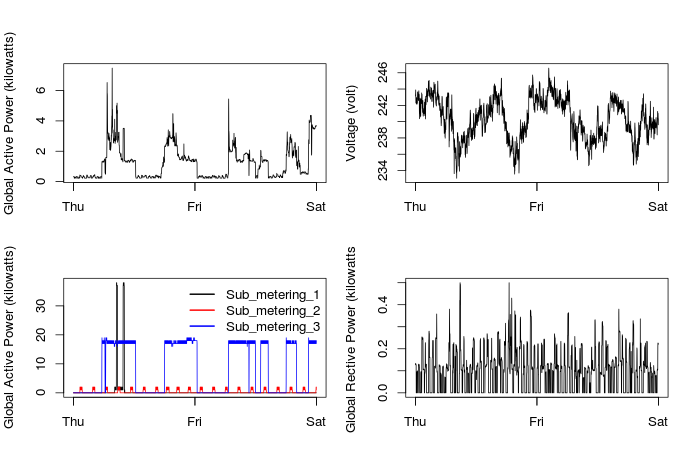 Global Active Power (kilowatts)
6
4
2
0
Thu
Fri
Sat
Voltage (volt)
246
242
238
234
Thu
Fri
Sat
Global Active Power (kilowatts)
30
20
10
0
Sub_metering_1
Sub_metering_2
Sub_metering_3
Thu
Fri
Sat
Global Rective Power (kilowatts
0.4
0.2
0.0
Thu
Fri
Sat